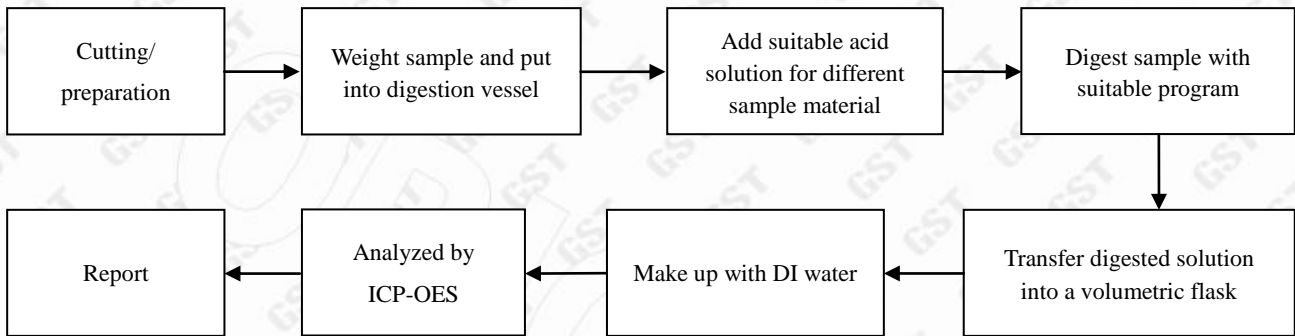 Cutting/
preparation
Weight sample and put
into digestion vessel
Add suitable acid
solution for different
sample material
Digest sample with
suitable program
Transfer digested solution
into a volumetric flask
Make up with DI water
Analyzed by
ICP-OES
Report
GST